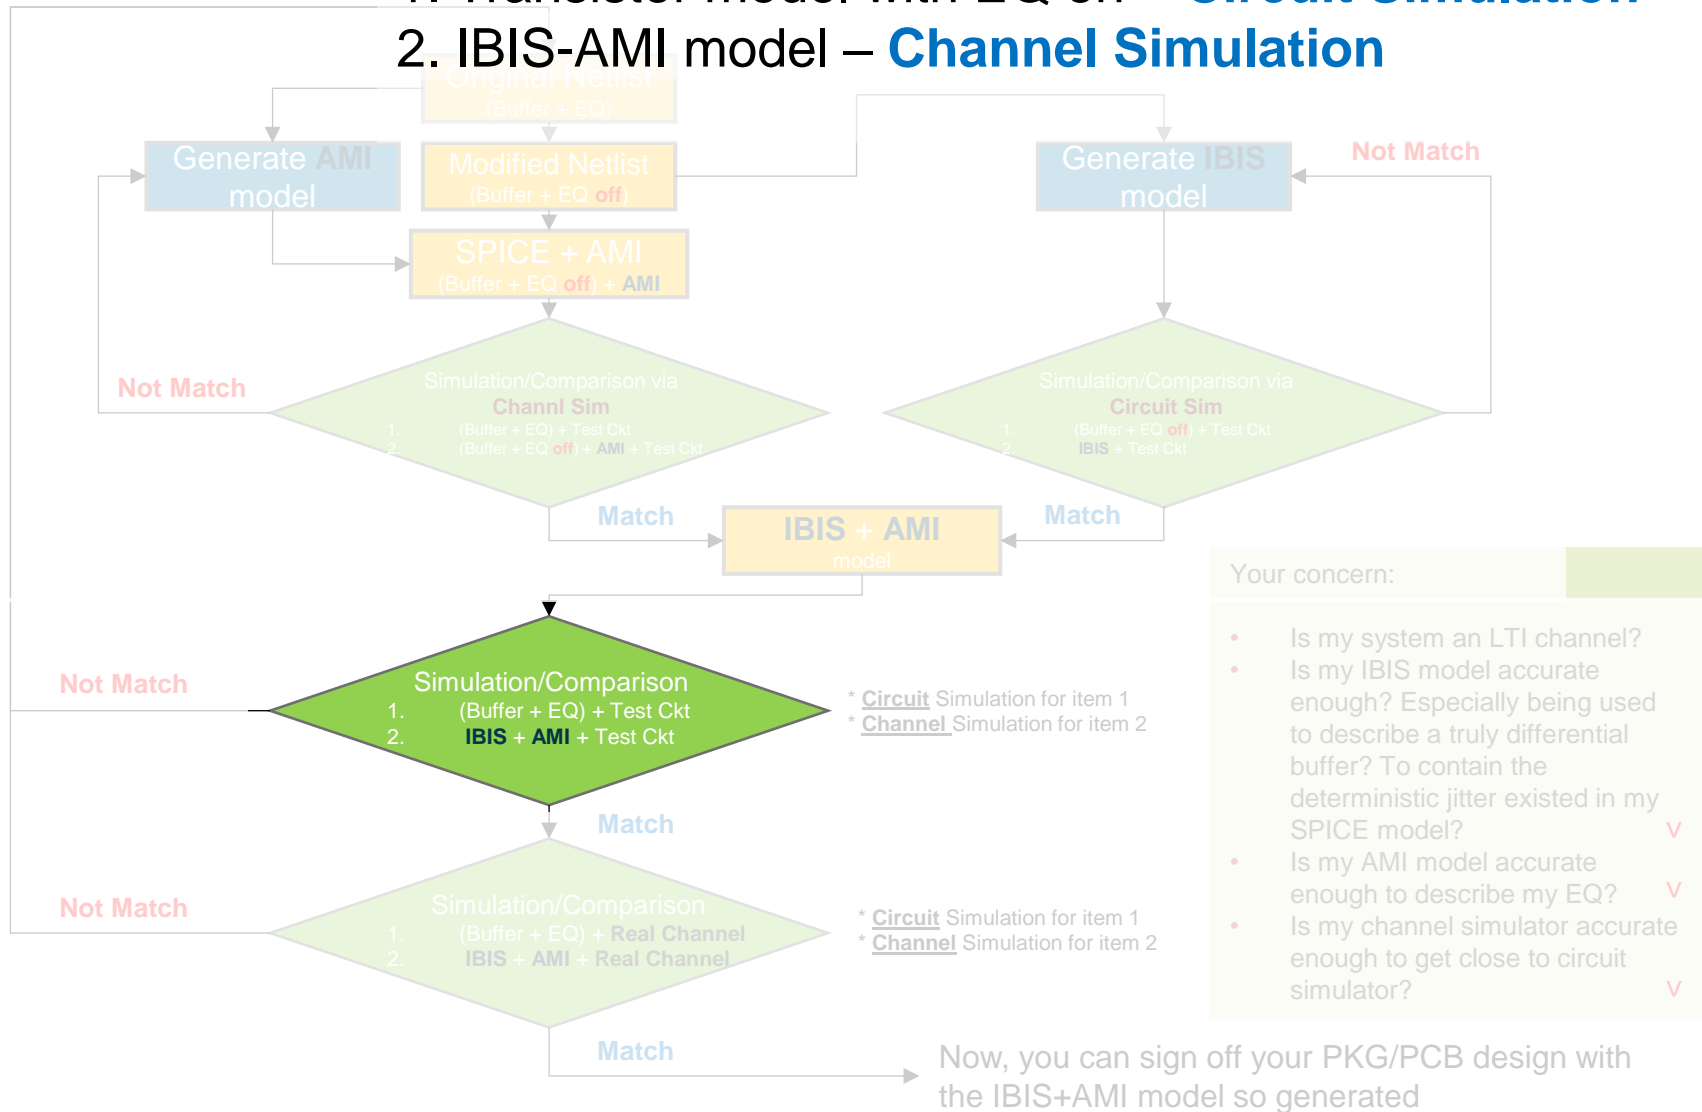 1. Transistor model with EQ on – Circuit Simulation
2. IBIS-AMI model – Channel Simulation
Original Netlist
(Buffer + EQ)
Generate AMI
model
Modified Netlist
(Buffer + EQ off)
Generate IBIS
model
Not Match
SPICE + AMI
(Buffer + EQ off) + AMI
Not Match
Simulation/Comparison via
Channl Sim
1. (Buffer + EQ) + Test Ckt
2. (Buffer + EQ off) + AMI + Test Ckt
Simulation/Comparison via
Circuit Sim
1. (Buffer + EQ off) + Test Ckt
2. IBIS + Test Ckt
Match
IBIS + AMI
model
Match
Your concern:
• Is my system an LTI channel?
• Is my IBIS model accurate
enough? Especially being used
to describe a truly differential
buffer? To contain the
deterministic jitter existed in my
SPICE model? V
• Is my AMI model accurate
enough to describe my EQ? V
• Is my channel simulator accurate
enough to get close to circuit
simulator? V
Not Match
Simulation/Comparison
1. (Buffer + EQ) + Test Ckt
2. IBIS + AMI + Test Ckt
* Circuit Simulation for item 1
* Channel Simulation for item 2
Match
Not Match
Simulation/Comparison
1. (Buffer + EQ) + Real Channel
2. IBIS + AMI + Real Channel
* Circuit Simulation for item 1
* Channel Simulation for item 2
Match
Now, you can sign off your PKG/PCB design with
the IBIS+AMI model so generated